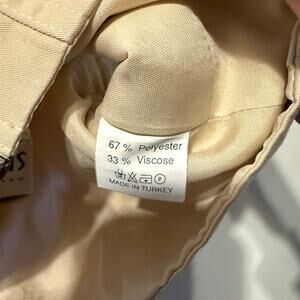 67 % Polyester
33 % Viscose
MADE IN TURKEY